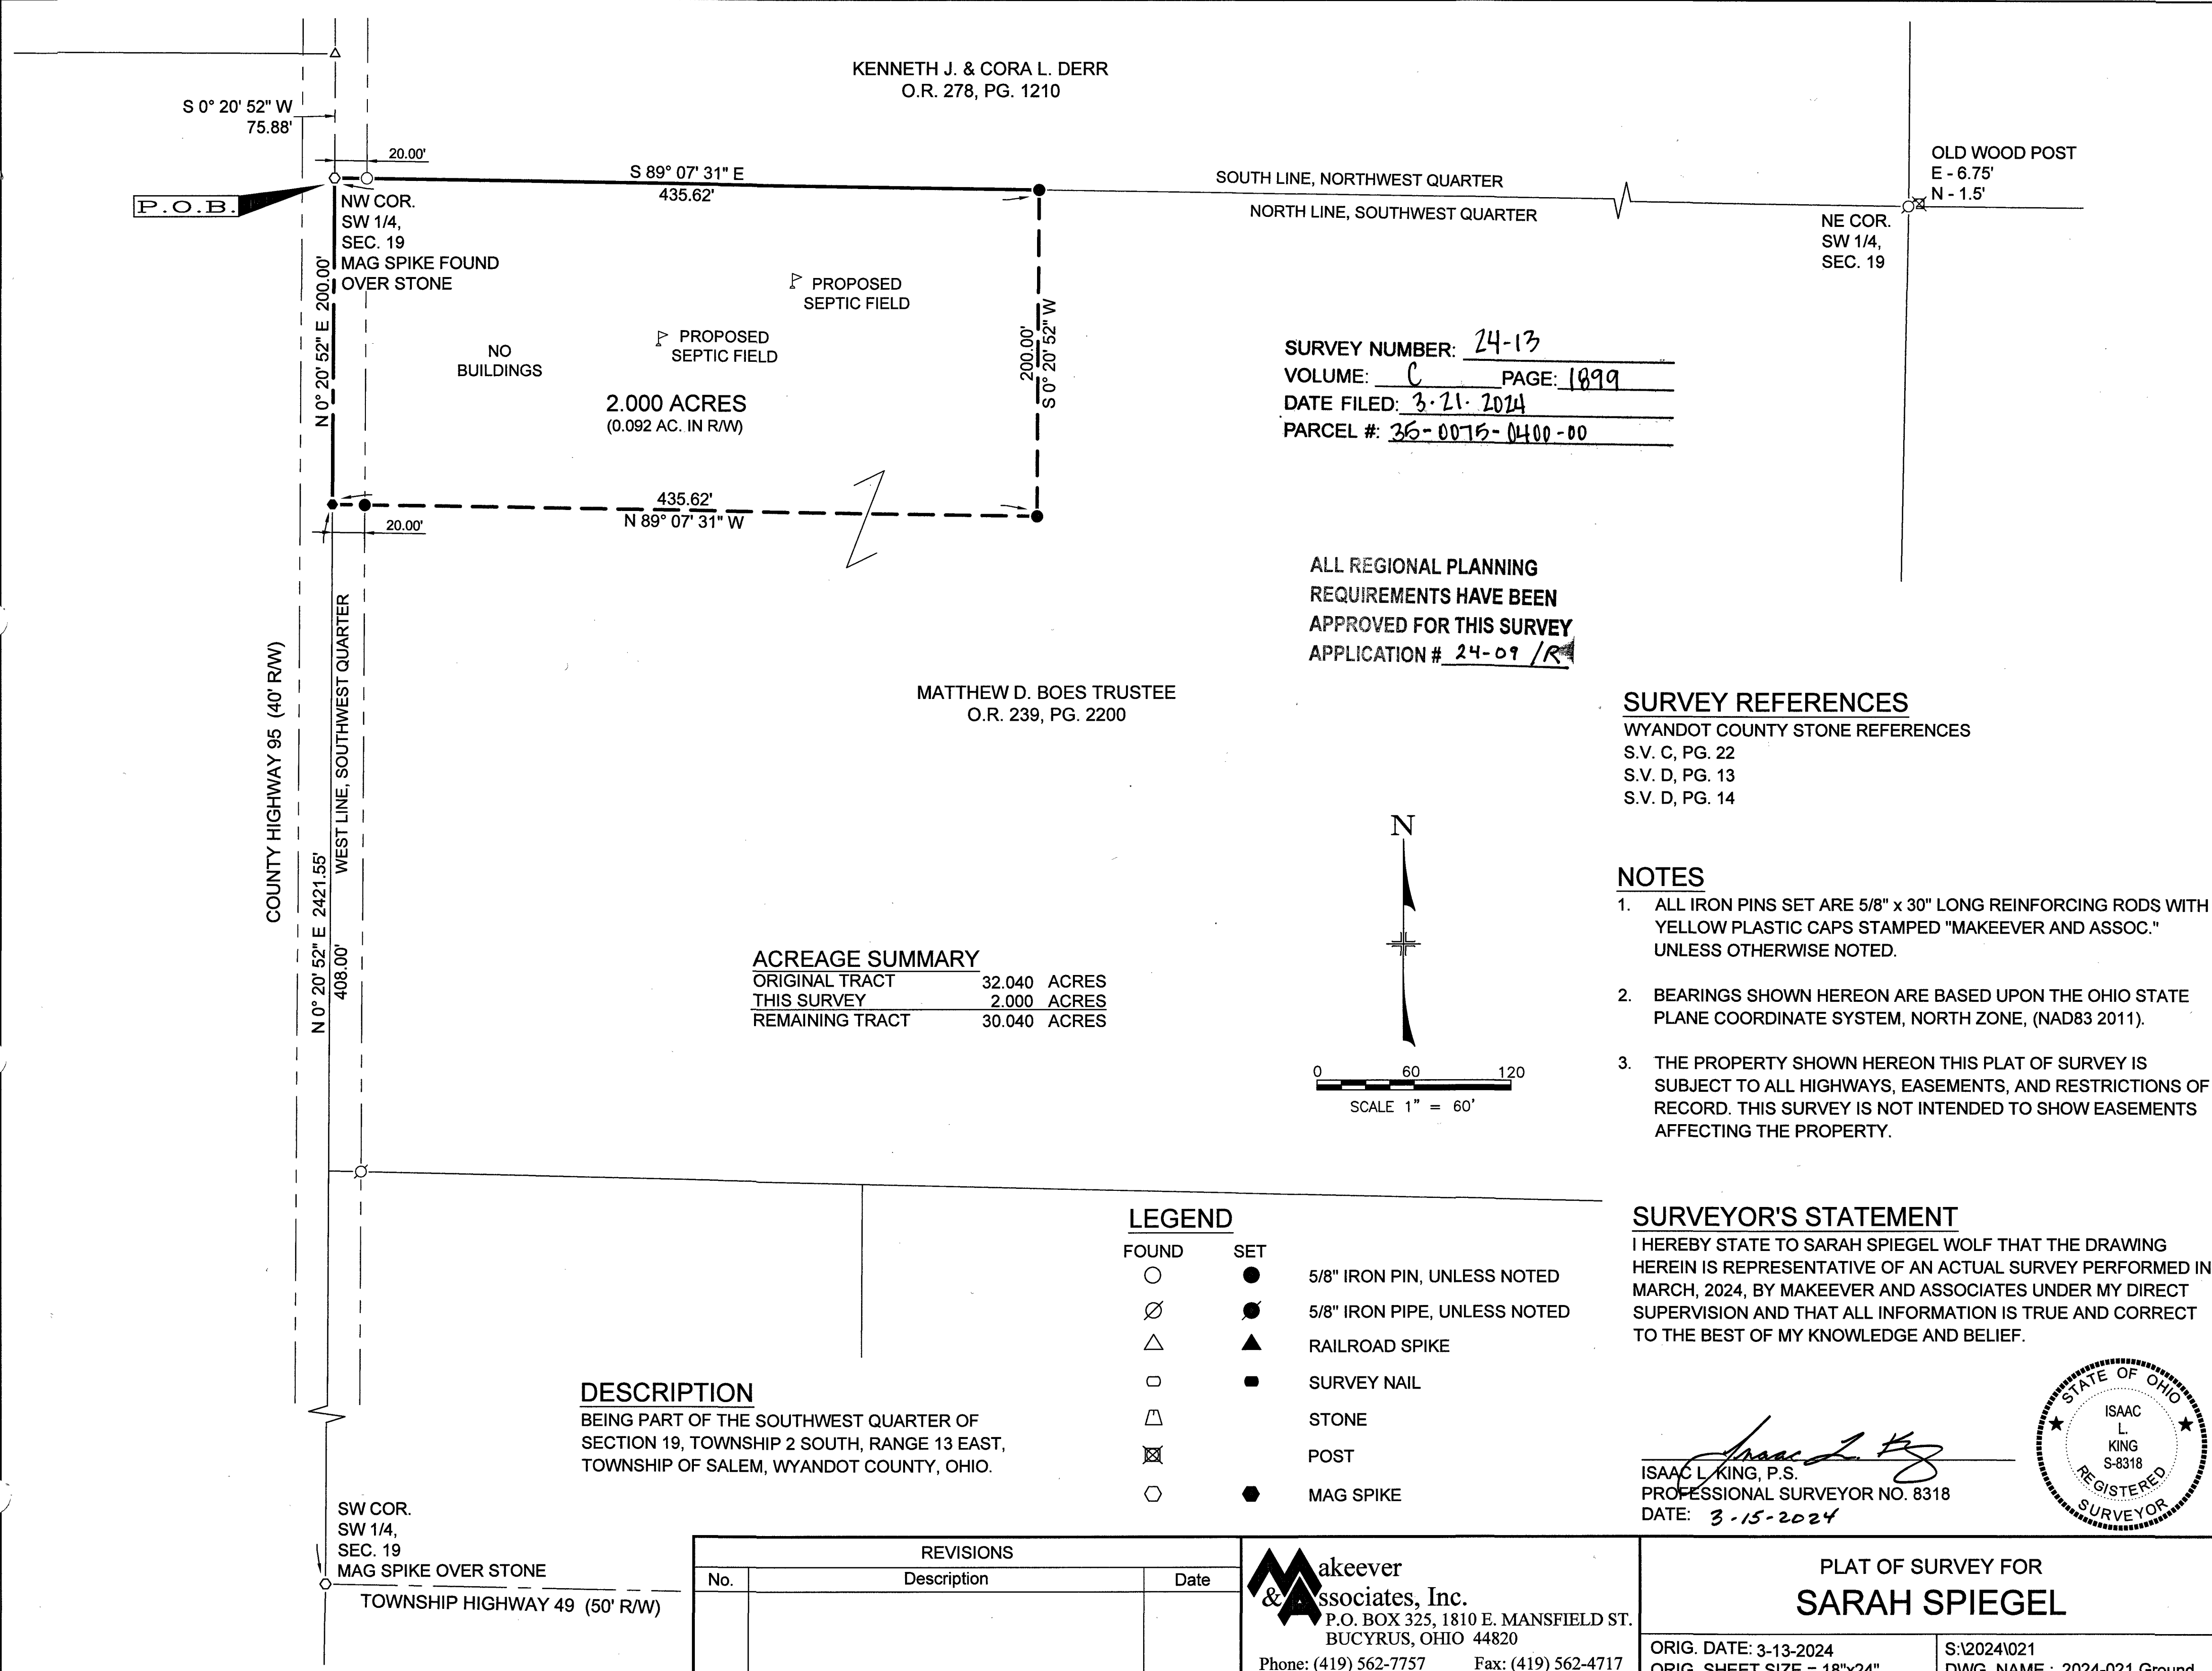 KENNETH J. & CORA L. DERR
O.R. 278, PG. 1210
S 0° 20' 52" W
75.88'
20.00'
S 89° 07' 31" E
435.62'
SOUTH LINE, NORTHWEST QUARTER
NORTH LINE, SOUTHWEST QUARTER
OLD WOOD POST
E - 6.75'
N - 1.5'
NE COR.
SW 1/4,
SEC. 19
P.O.B.
NW COR.
SW 1/4,
SEC. 19
MAG SPIKE FOUND
OVER STONE
N 0° 20' 52" E 200.00'
PROPOSED
SEPTIC FIELD
PROPOSED
SEPTIC FIELD
NO
BUILDINGS
2.000 ACRES
(0.092 AC. IN R/W)
200.00'
S 0° 20' 52" W
435.62'
N 89° 07' 31" W
20.00'
SURVEY NUMBER: 24-13
VOLUME: C PAGE: 1899
DATE FILED: 3·21·2024
PARCEL #: 35-0075-0400-00
ALL REGIONAL PLANNING
REQUIREMENTS HAVE BEEN
APPROVED FOR THIS SURVEY
APPLICATION # 24-09 /R
COUNTY HIGHWAY 95 (40' R/W)
WEST LINE, SOUTHWEST QUARTER
N 0° 20' 52" E 2421.55'
408.00'
MATTHEW D. BOES TRUSTEE
O.R. 239, PG. 2200
SURVEY REFERENCES
WYANDOT COUNTY STONE REFERENCES
S.V. C, PG. 22
S.V. D, PG. 13
S.V. D, PG. 14
N
0 60 120
SCALE 1" = 60'
NOTES
1. ALL IRON PINS SET ARE 5/8" x 30" LONG REINFORCING RODS WITH
YELLOW PLASTIC CAPS STAMPED "MAKEEVER AND ASSOC."
UNLESS OTHERWISE NOTED.
2. BEARINGS SHOWN HEREON ARE BASED UPON THE OHIO STATE
PLANE COORDINATE SYSTEM, NORTH ZONE, (NAD83 2011).
3. THE PROPERTY SHOWN HEREON THIS PLAT OF SURVEY IS
SUBJECT TO ALL HIGHWAYS, EASEMENTS, AND RESTRICTIONS OF
RECORD. THIS SURVEY IS NOT INTENDED TO SHOW EASEMENTS
AFFECTING THE PROPERTY.
ACREAGE SUMMARY
ORIGINAL TRACT 32.040 ACRES
THIS SURVEY 2.000 ACRES
REMAINING TRACT 30.040 ACRES
LEGEND
FOUND SET
5/8" IRON PIN, UNLESS NOTED
5/8" IRON PIPE, UNLESS NOTED
RAILROAD SPIKE
SURVEY NAIL
STONE
POST
MAG SPIKE
SURVEYOR'S STATEMENT
I HEREBY STATE TO SARAH SPIEGEL WOLF THAT THE DRAWING
HEREIN IS REPRESENTATIVE OF AN ACTUAL SURVEY PERFORMED IN
MARCH, 2024, BY MAKEEVER AND ASSOCIATES UNDER MY DIRECT
SUPERVISION AND THAT ALL INFORMATION IS TRUE AND CORRECT
TO THE BEST OF MY KNOWLEDGE AND BELIEF.
Isaac L. King
ISAAC L. KING, P.S.
PROFESSIONAL SURVEYOR NO. 8318
DATE: 3-15-2024
STATE OF OHIO
ISAAC
L.
KING
S-8318
REGISTERED
SURVEYOR
DESCRIPTION
BEING PART OF THE SOUTHWEST QUARTER OF
SECTION 19, TOWNSHIP 2 SOUTH, RANGE 13 EAST,
TOWNSHIP OF SALEM, WYANDOT COUNTY, OHIO.
SW COR.
SW 1/4,
SEC. 19
MAG SPIKE OVER STONE
TOWNSHIP HIGHWAY 49 (50' R/W)
REVISIONS
No. Description Date
Makeever
& Associates, Inc.
P.O. BOX 325, 1810 E. MANSFIELD ST.
BUCYRUS, OHIO 44820
Phone: (419) 562-7757 Fax: (419) 562-4717
PLAT OF SURVEY FOR
SARAH SPIEGEL
ORIG. DATE: 3-13-2024
S:\2024\021
ORIG. SHEET SIZE = 18"x24"
DWG. NAME: 2024-021 Ground